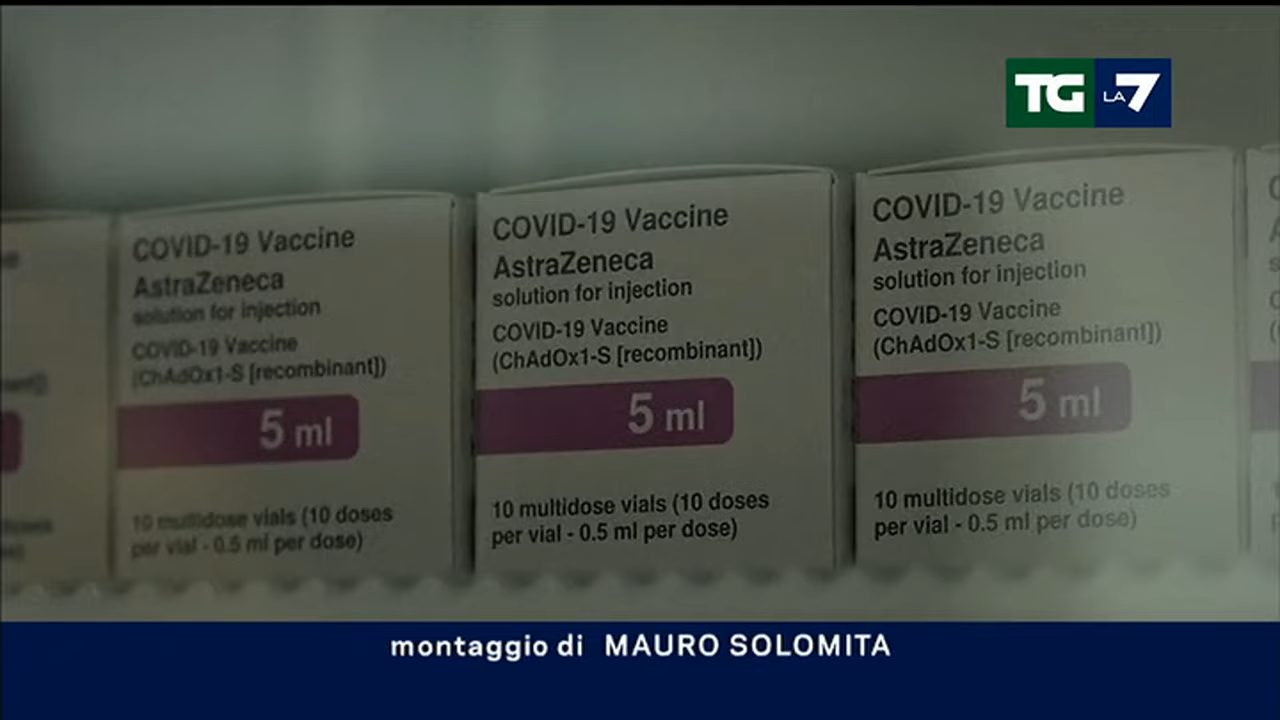 TG LA7
COVID-19 Vaccine
AstraZeneca
solution for injection
COVID-19 Vaccine
(ChAdOx1-S [recombinant])
5 ml
10 multidose vials (10 doses
per vial - 0.5 ml per dose)
COVID-19 Vaccine
AstraZeneca
solution for injection
COVID-19 Vaccine
(ChAdOx1-S [recombinant])
5 ml
10 multidose vials (10 doses
per vial - 0.5 ml per dose)
COVID-19 Vaccine
AstraZeneca
solution for injection
COVID-19 Vaccine
(ChAdOx1-S [recombinant])
5 ml
10 multidose vials (10 doses
per vial - 0.5 ml per dose)
montaggio di MAURO SOLOMITA